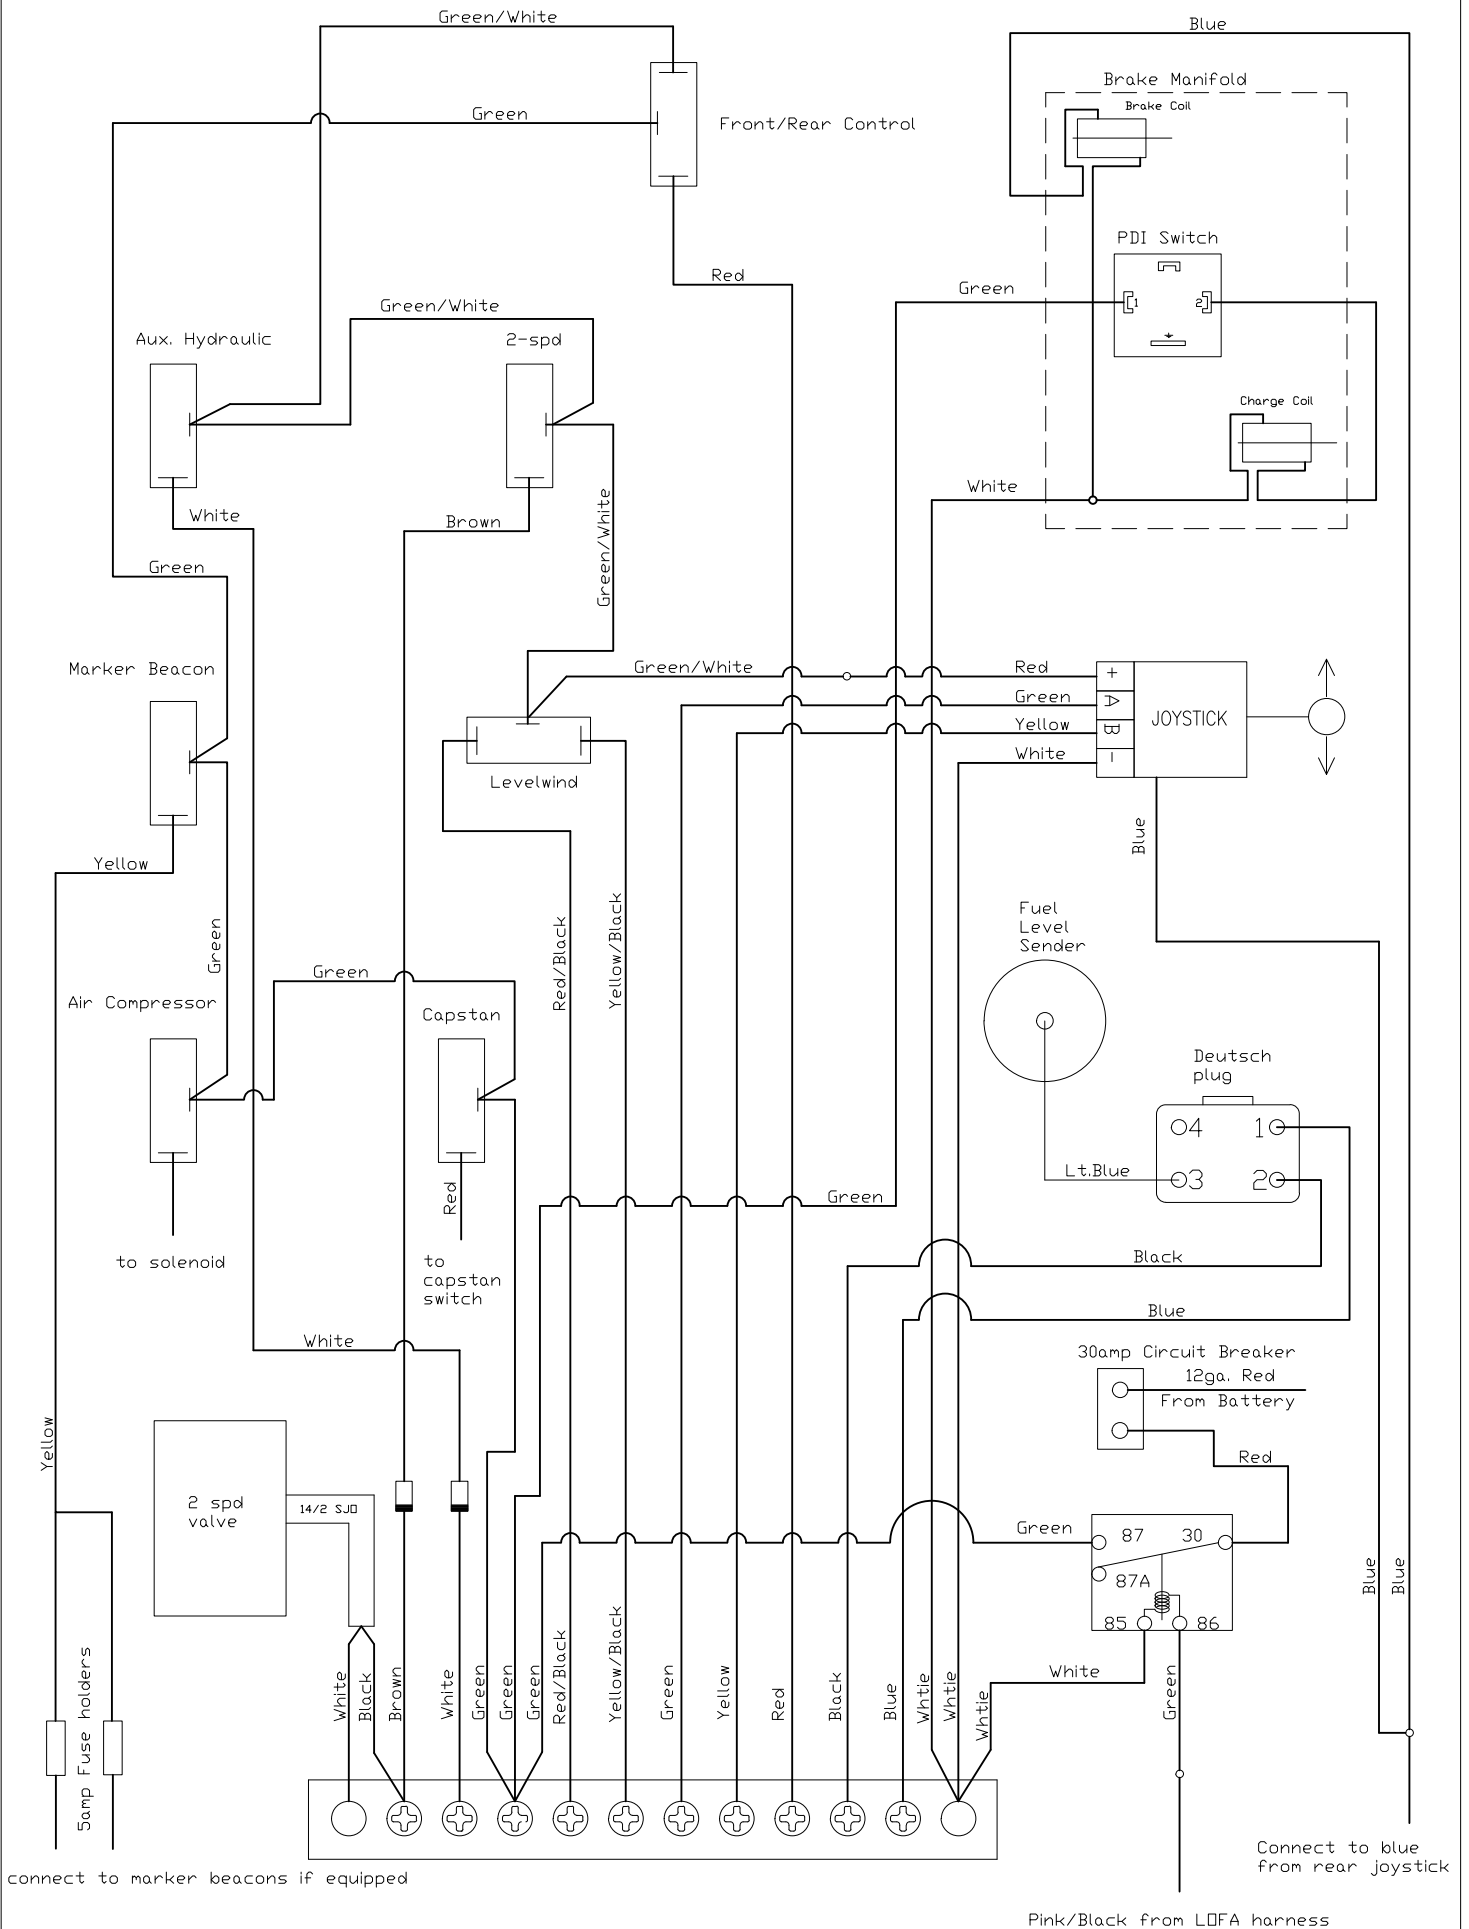 Green/White
Blue
Brake Manifold
Brake Coil
Green
Front/Rear Control
PDI Switch
Red
Green
1
2
Green/White
Aux. Hydraulic
2-spd
Charge Coil
White
White
Brown
Green/White
Green
Marker Beacon
Green/White
Red
+
Green
A
Yellow
B
White
-
JOYSTICK
Levelwind
Blue
Yellow
Green
Red/Black
Yellow/Black
Fuel
Level
Sender
Green
Air Compressor
Capstan
Deutsch
plug
4
1
3
2
Lt.Blue
Red
Green
to solenoid
to
capstan
switch
Black
Blue
White
30amp Circuit Breaker
12ga. Red
From Battery
Yellow
Red
2 spd
valve
14/2 SJO
Green
87
30
87A
85
86
Blue
Blue
White
5amp Fuse holders
White
Black
Brown
White
Green
Green
Green
Red/Black
Yellow/Black
Green
Yellow
Red
Black
Blue
Whtie
Whtie
Whtie
Green
connect to marker beacons if equipped
Connect to blue
from rear joystick
Pink/Black from LOFA harness